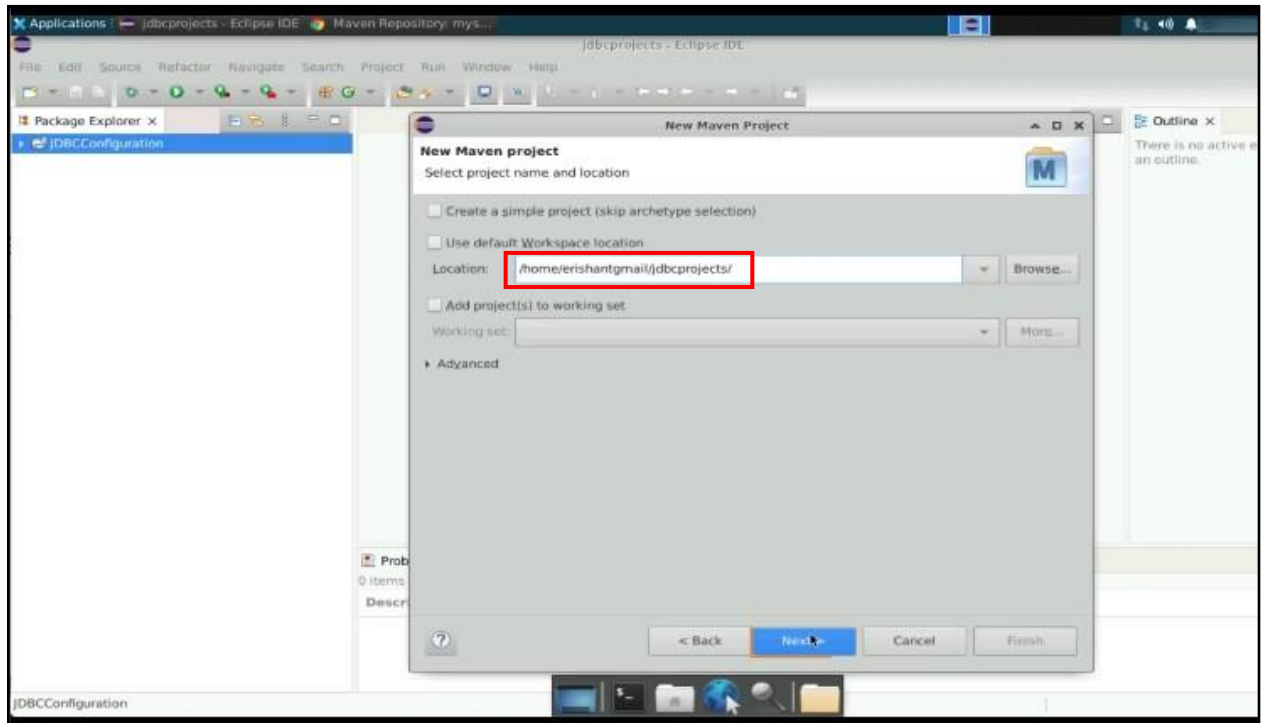 Applications jdbcprojects - Eclipse IDE Maven Repository: mys...
jdbcprojects - Eclipse IDE
File Edit Source Refactor Navigate Search Project Run Window Help
Package Explorer
JDBCConfiguration
New Maven Project
New Maven project
Select project name and location
M
Create a simple project (skip archetype selection)
Use default Workspace location
Location: /home/erishantgmail/jdbcprojects/ Browse...
Add project(s) to working set
Working set: More...
Advanced
Outline
There is no active e
an outline.
Prob
0 items
Descr
? < Back Next > Cancel Finish
JDBCConfiguration